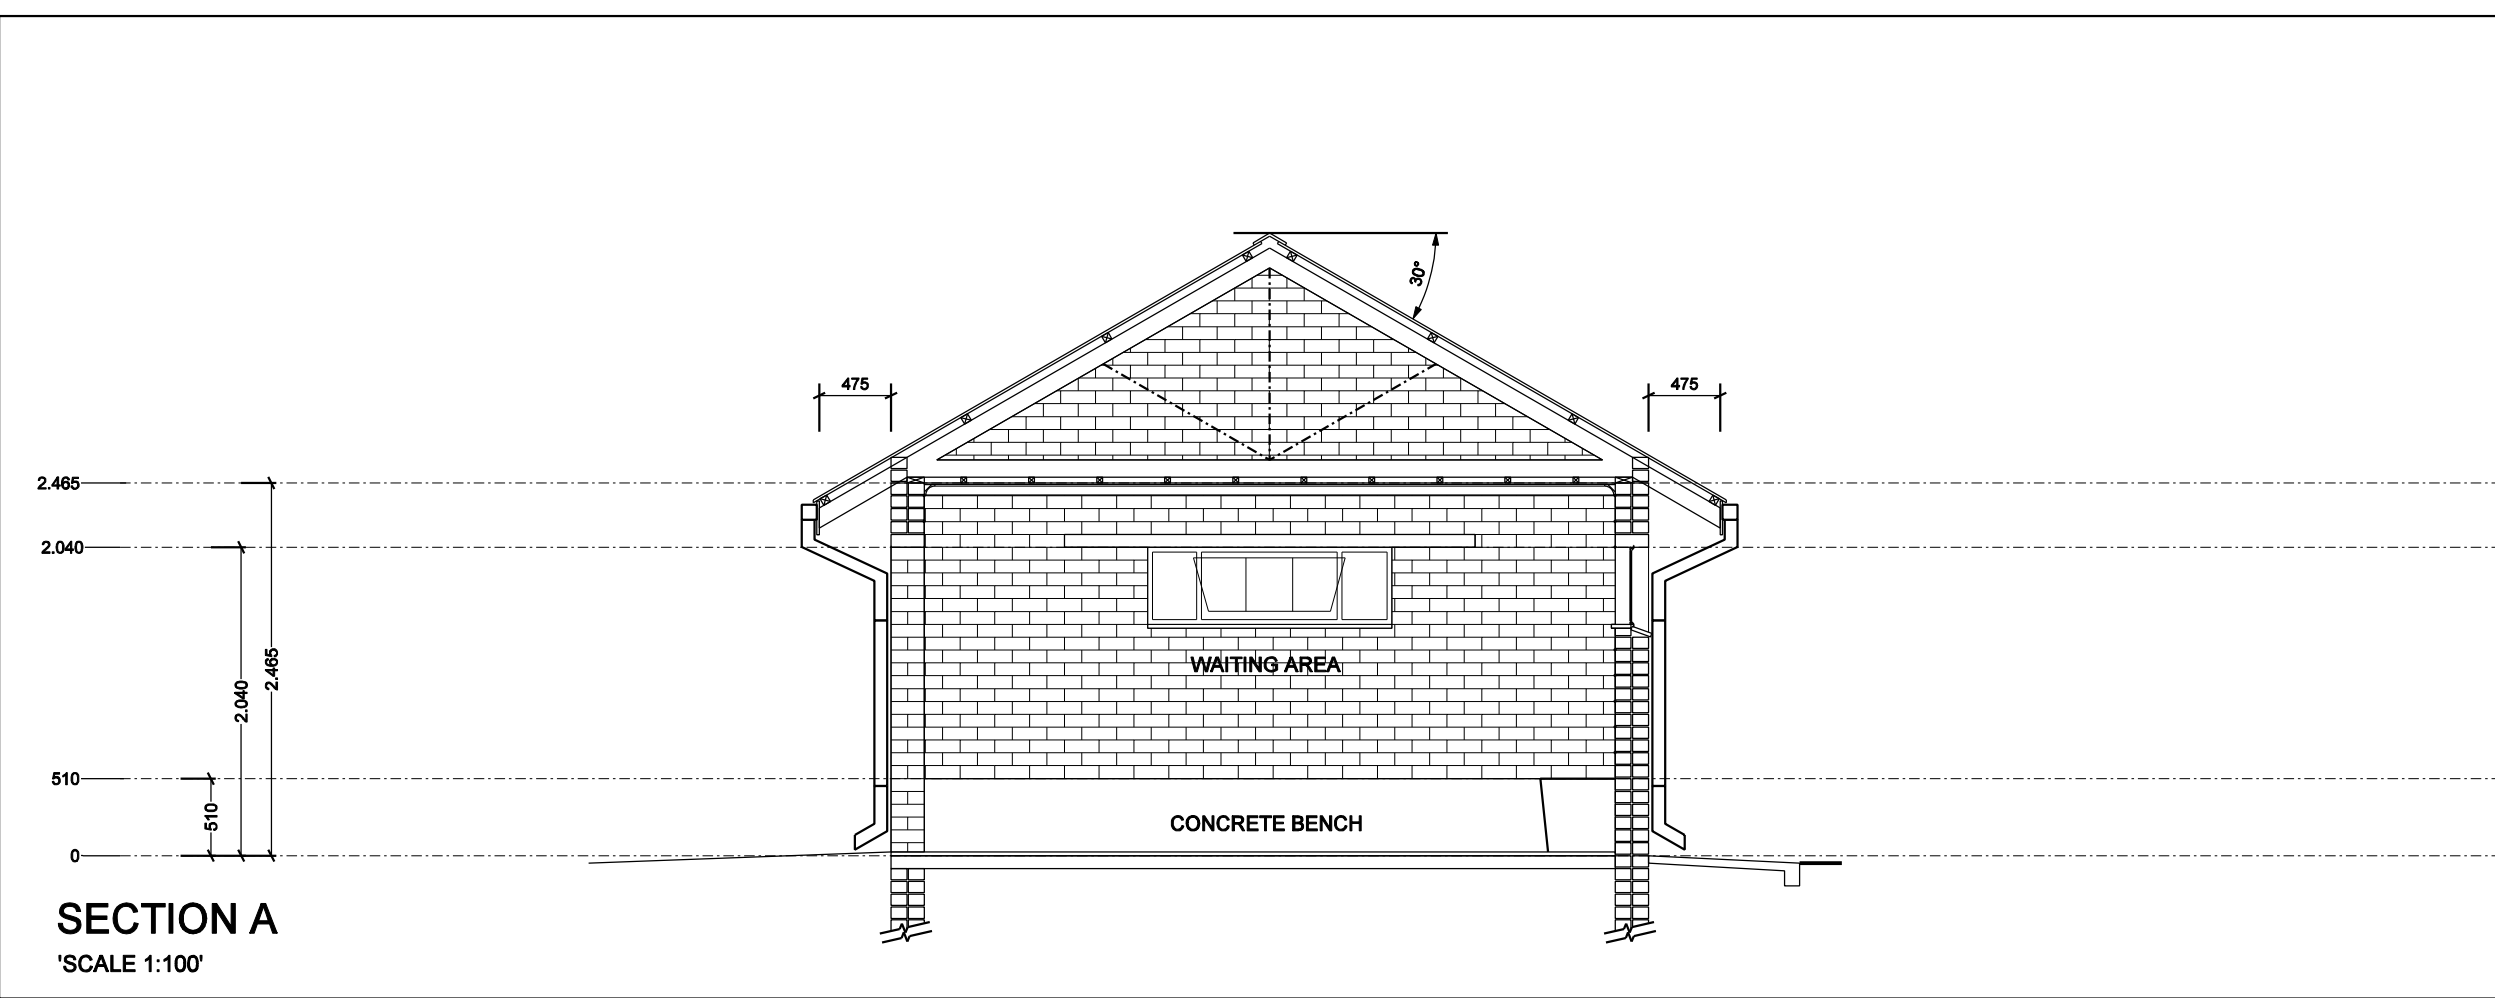 30°
475
475
2.465
2.040
2.465
WAITING AREA
2.040
510
510
CONCRETE BENCH
0
SECTION A
'SCALE 1:100'